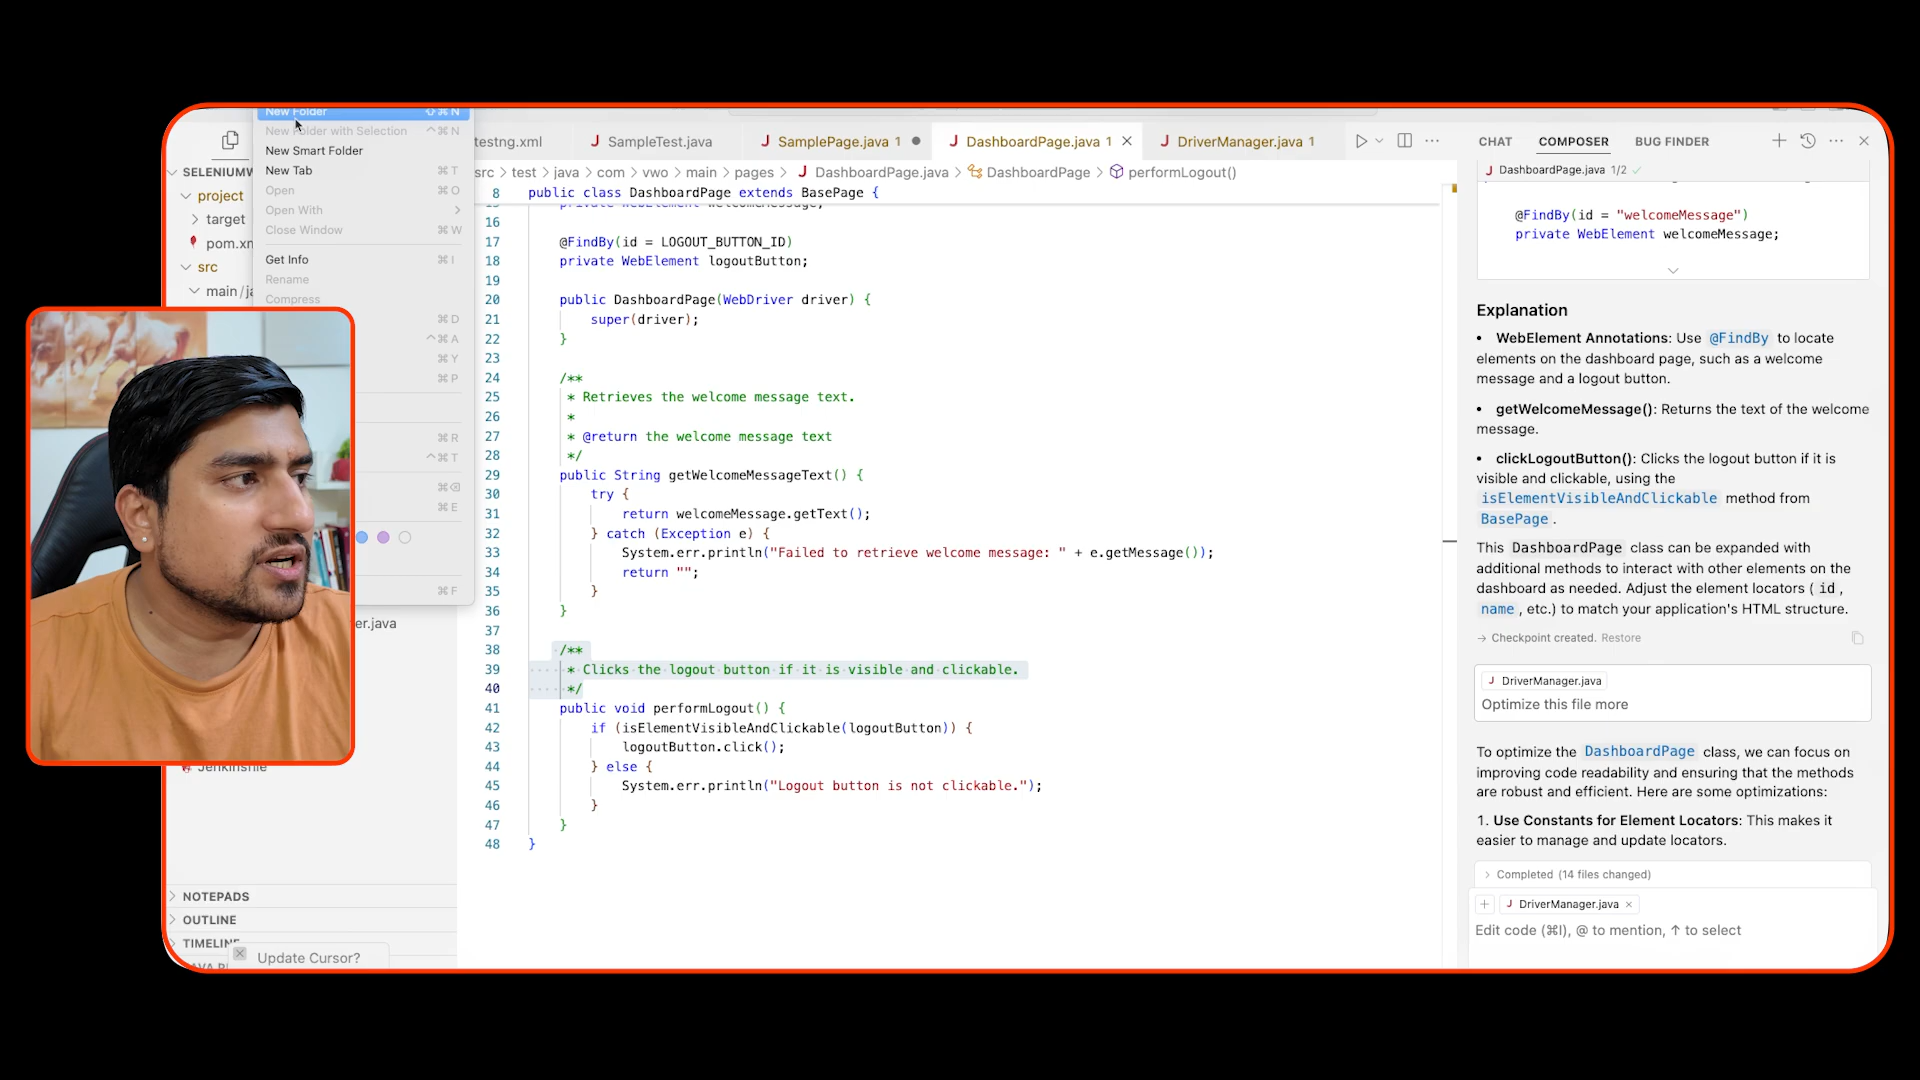 New Folder ⇧⌘N
New Folder with Selection ^⌘N
New Smart Folder
New Tab ⌘T
Open ⌘O
Open With
Close Window ⌘W
Get Info ⌘I
Rename
Compress
⌘D
^⌘A
⌘Y
⌘P
⌘R
^⌘T
⌘⌫
⌘E
⌘F
project
target
src
NOTEPADS
OUTLINE
TIMELINE
Update Cursor?
testng.xml
SampleTest.java
SamplePage.java 1
DashboardPage.java 1
DriverManager.java 1
src > test > java > com > vwo > main > pages > DashboardPage.java > DashboardPage > performLogout()
8 public class DashboardPage extends BasePage {
16
17 @FindBy(id = LOGOUT_BUTTON_ID)
18 private WebElement logoutButton;
19
20 public DashboardPage(WebDriver driver) {
21 super(driver);
22 }
23
24 /**
25 * Retrieves the welcome message text.
26 *
27 * @return the welcome message text
28 */
29 public String getWelcomeMessageText() {
30 try {
31 return welcomeMessage.getText();
32 } catch (Exception e) {
33 System.err.println("Failed to retrieve welcome message: " + e.getMessage());
34 return "";
35 }
36 }
37
38 /**
39 * Clicks the logout button if it is visible and clickable.
40 */
41 public void performLogout() {
42 if (isElementVisibleAndClickable(logoutButton)) {
43 logoutButton.click();
44 } else {
45 System.err.println("Logout button is not clickable.");
46 }
47 }
48 }
CHAT COMPOSER BUG FINDER
DashboardPage.java 1/2
@FindBy(id = "welcomeMessage")
private WebElement welcomeMessage;
Explanation
• WebElement Annotations: Use @FindBy to locate
elements on the dashboard page, such as a welcome
message and a logout button.
• getWelcomeMessage(): Returns the text of the welcome
message.
• clickLogoutButton(): Clicks the logout button if it is
visible and clickable, using the
isElementVisibleAndClickable method from
BasePage.
This DashboardPage class can be expanded with
additional methods to interact with other elements on the
dashboard as needed. Adjust the element locators (id,
name, etc.) to match your application's HTML structure.
→ Checkpoint created. Restore
DriverManager.java
Optimize this file more
To optimize the DashboardPage class, we can focus on
improving code readability and ensuring that the methods
are robust and efficient. Here are some optimizations:
1. Use Constants for Element Locators: This makes it
easier to manage and update locators.
Completed (14 files changed)
DriverManager.java
Edit code (⌘I), @ to mention, ↑ to select